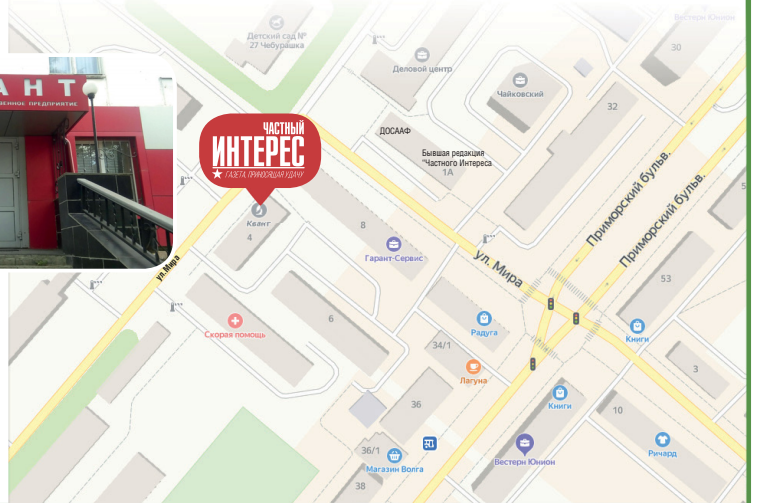 Вестерн Юнион
Детский сад №
27 Чебурашка
30
Деловой центр
Чайковский
АНТ
ВЕННОЕ ПРЕДПРИЯТИЕ
32
ЧАСТНЫЙ
ИНТЕРЕС
ГАЗЕТА, ПРИНОСЯЩАЯ УДАЧУ
ДОСААФ
Бывшая редакция
"Частного Интереса
1А
5
Приморский бульв.
Приморский бульв.
Квант
4
8
Гарант-Сервис
ул. Мира
ул.Мира
53
6
Скорая помощь
Радуга
Книги
34/1
Лагуна
3
36
Книги
10
36/1
Магазин Волга
Вестерн Юнион
Ричард
38